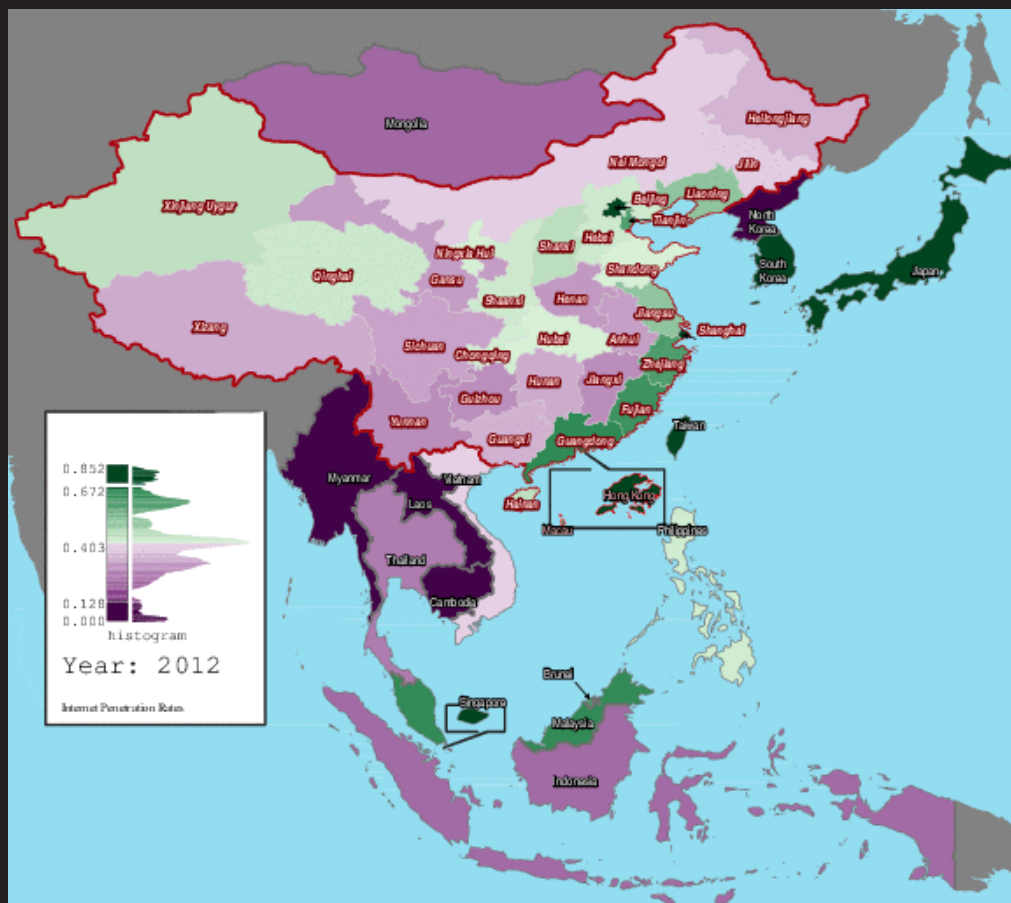 Mongolia
Heilongjiang
Nei Mongol
Jilin
Xinjiang Uygur
Beijing
Liaoning
Tianjin
North
Korea
Shanxi
Hebei
Ningxia Hui
Qinghai
Gansu
Shandong
South
Korea
Japan
Shaanxi
Henan
Jiangsu
Xizang
Shanghai
Sichuan
Hubei
Anhui
Chongqing
Zhejiang
Hunan
Jiangxi
Guizhou
Fujian
Yunnan
Guangxi
Guangdong
Taiwan
Myanmar
Vietnam
Laos
Hainan
Hong Kong
Macau
Philippines
Thailand
Cambodia
Brunei
Singapore
Malaysia
Indonesia
0.852
0.672
0.403
0.128
0.000
histogram
Year: 2012
Internet Penetration Rates